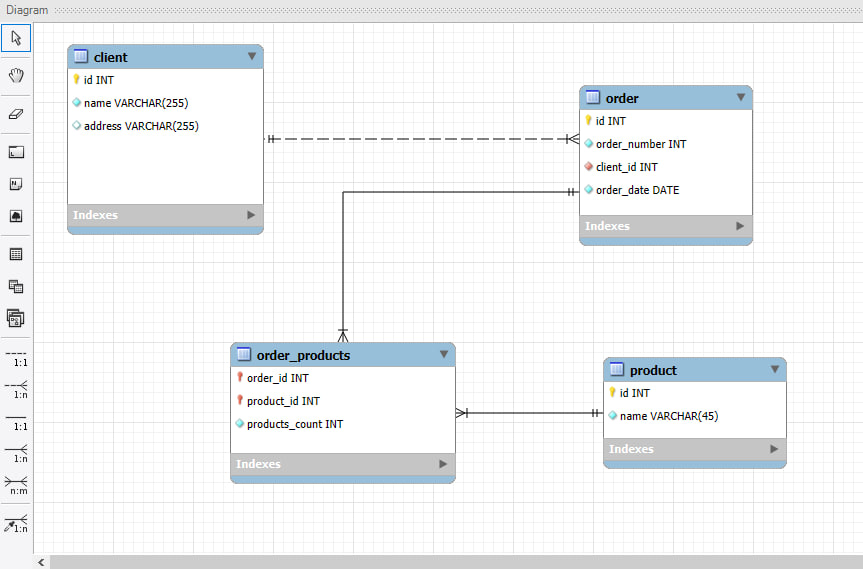 Diagram
client
id INT
name VARCHAR(255)
address VARCHAR(255)
Indexes
order
id INT
order_number INT
client_id INT
order_date DATE
Indexes
order_products
order_id INT
product_id INT
products_count INT
Indexes
product
id INT
name VARCHAR(45)
Indexes
1:1
1:n
1:1
1:n
n:m
1:n